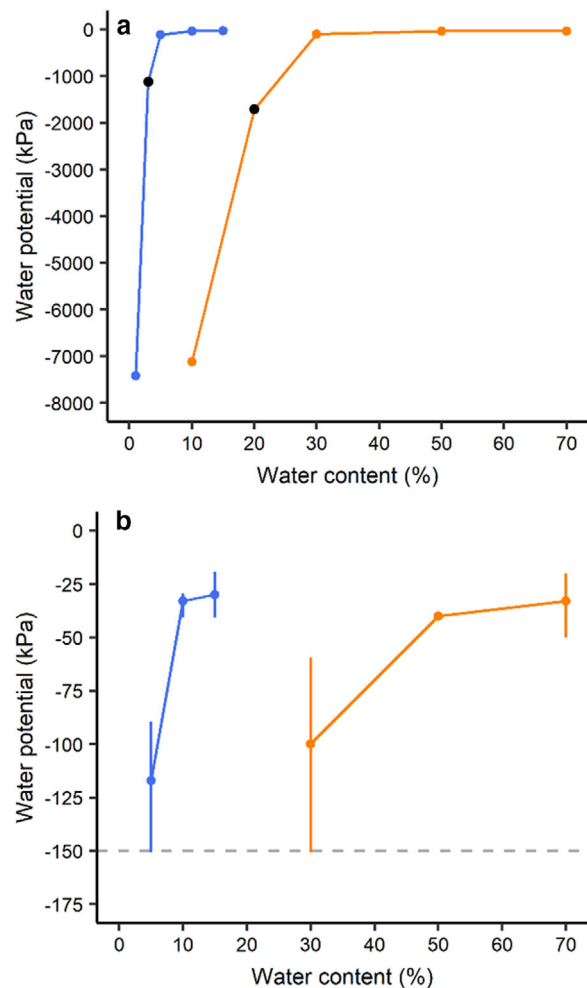 a
0
-1000
-2000
-3000
-4000
-5000
-6000
-7000
-8000
Water potential (kPa)
0 10 20 30 40 50 60 70
Water content (%)
b
0
-25
-50
-75
-100
-125
-150
-175
Water potential (kPa)
0 10 20 30 40 50 60 70
Water content (%)